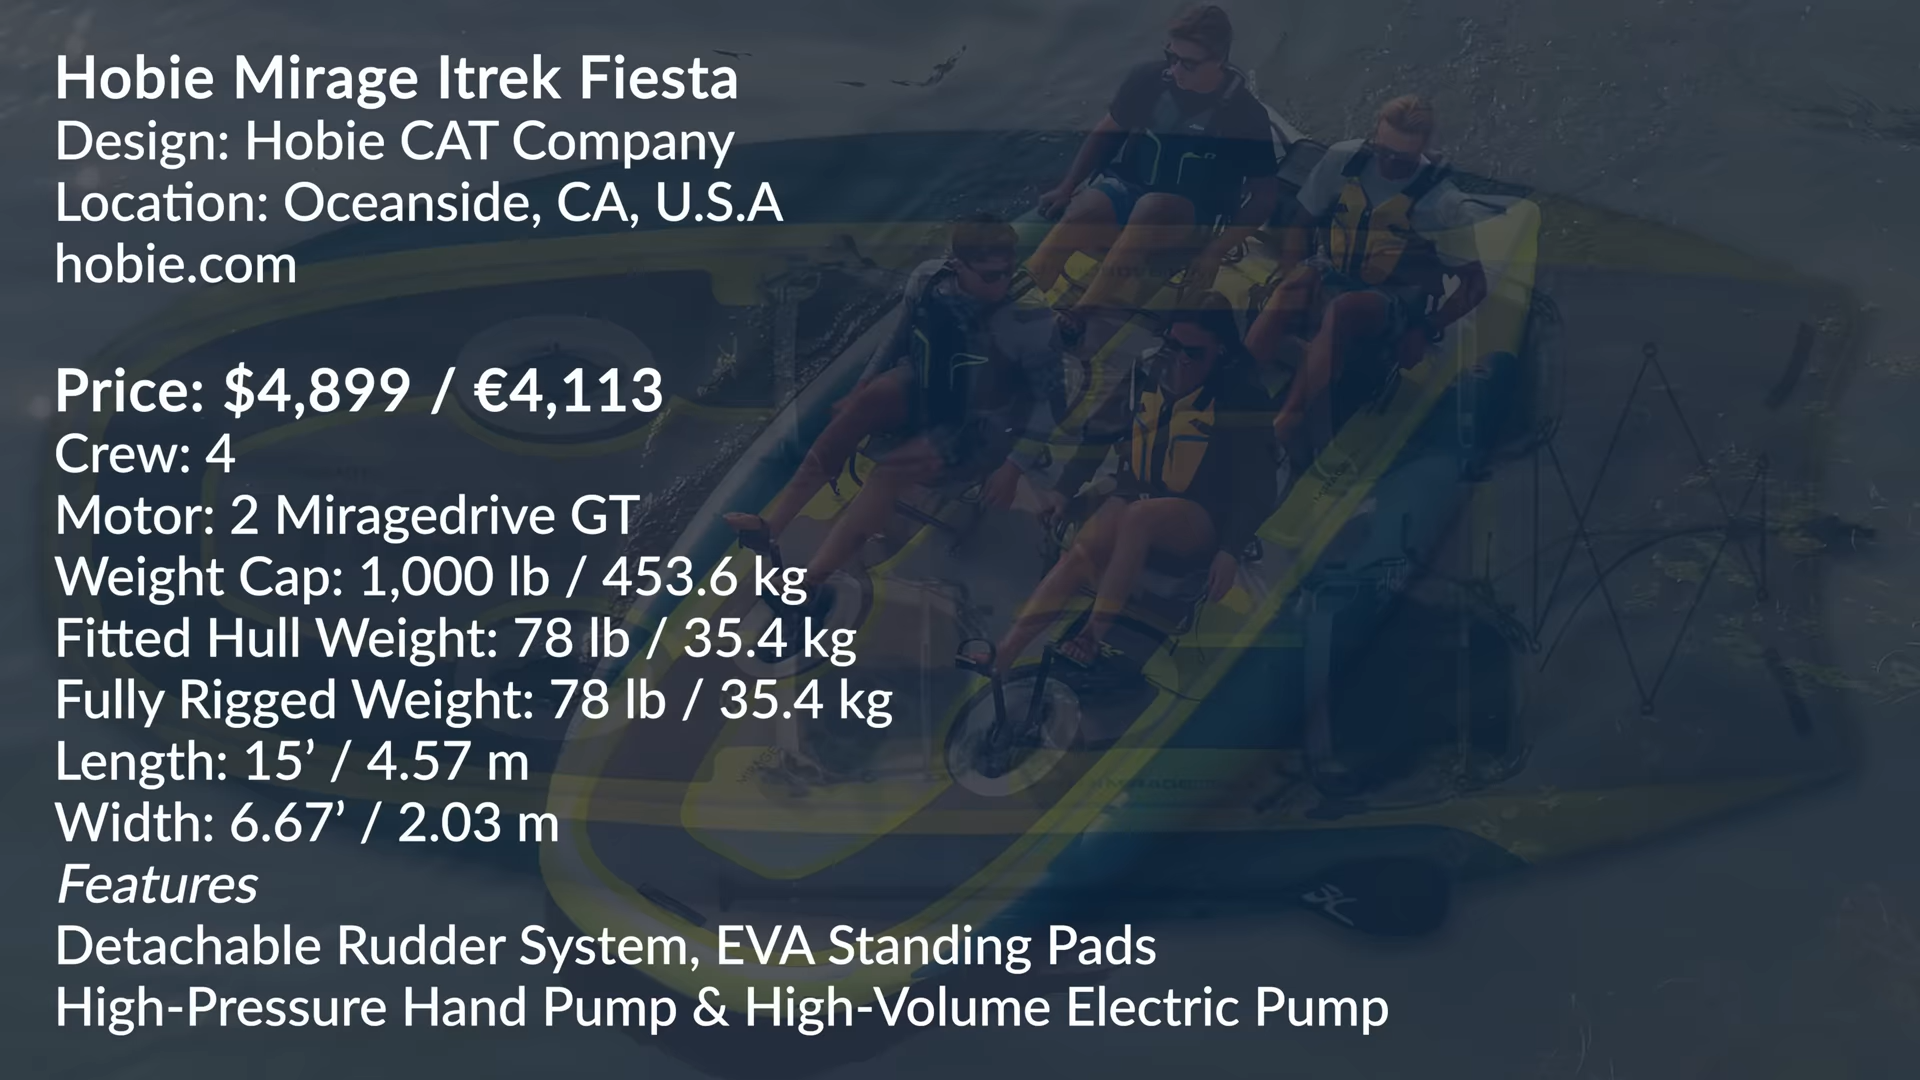 Hobie Mirage Itrek Fiesta
Design: Hobie CAT Company
Location: Oceanside, CA, U.S.A
hobie.com
Price: $4,899 / €4,113
Crew: 4
Motor: 2 Miragedrive GT
Weight Cap: 1,000 lb / 453.6 kg
Fitted Hull Weight: 78 lb / 35.4 kg
Fully Rigged Weight: 78 lb / 35.4 kg
Length: 15’ / 4.57 m
Width: 6.67’ / 2.03 m
Features
Detachable Rudder System, EVA Standing Pads
High-Pressure Hand Pump & High-Volume Electric Pump